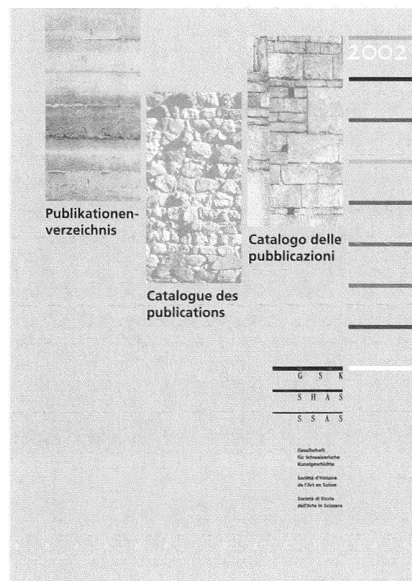 2002
Publikationen-
verzeichnis
Catalogue des
publications
Catalogo delle
pubblicazioni
G S K
S H A S
S S A S
Gesellschaft
für Schweizerische
Kunstgeschichte
Société d'Histoire
de l'Art en Suisse
Società di Storia
dell'Arte in Svizzera